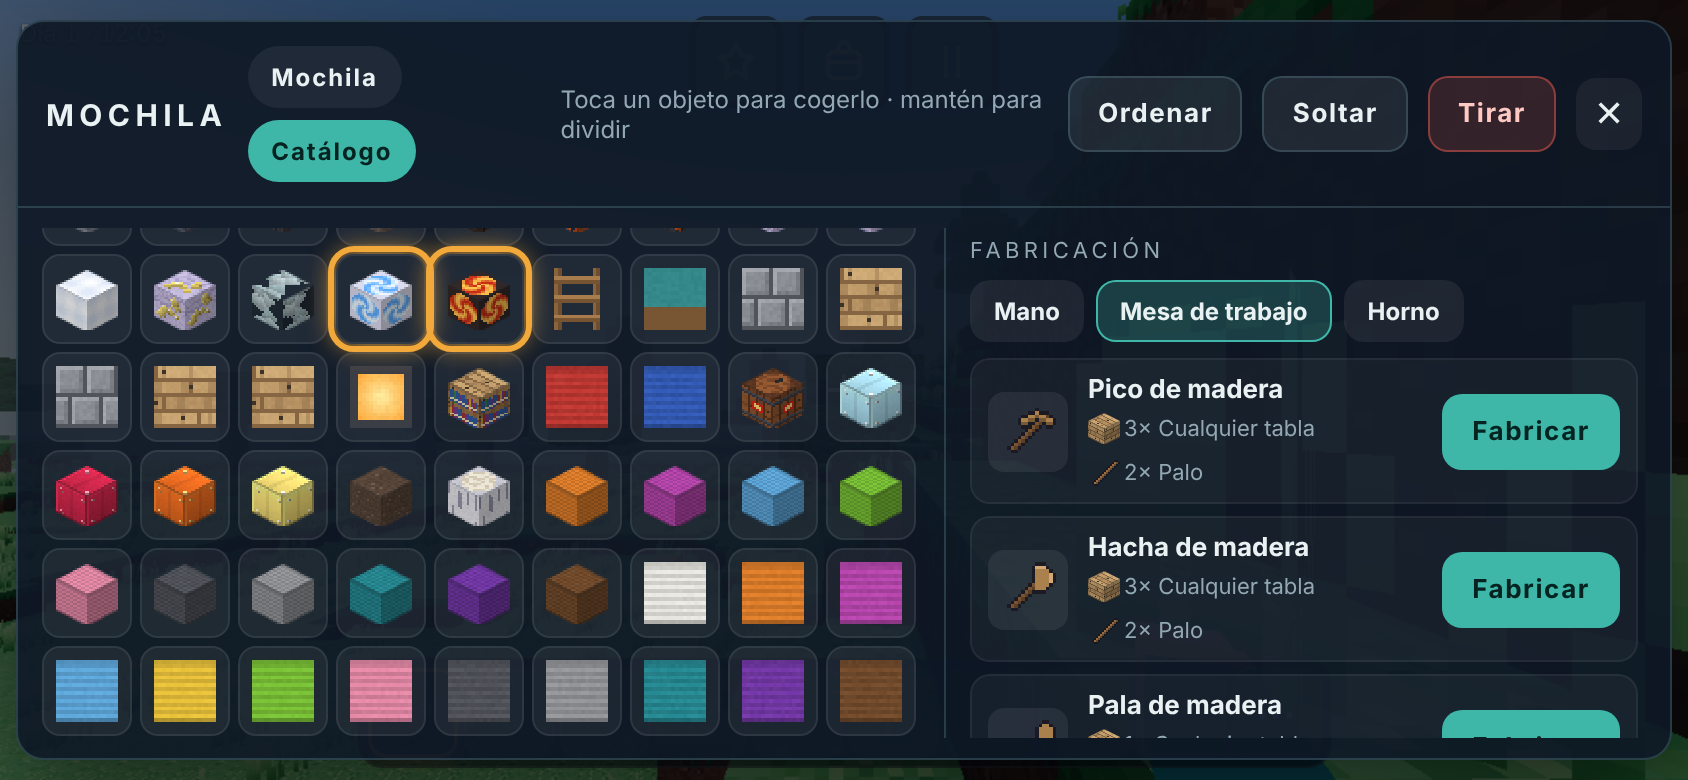 MOCHILA
Mochila
Catálogo
Toca un objeto para cogerlo · mantén para
dividir
Ordenar
Soltar
Tirar
FABRICACIÓN
Mano
Mesa de trabajo
Horno
Pico de madera
3× Cualquier tabla
2× Palo
Fabricar
Hacha de madera
3× Cualquier tabla
2× Palo
Fabricar
Pala de madera